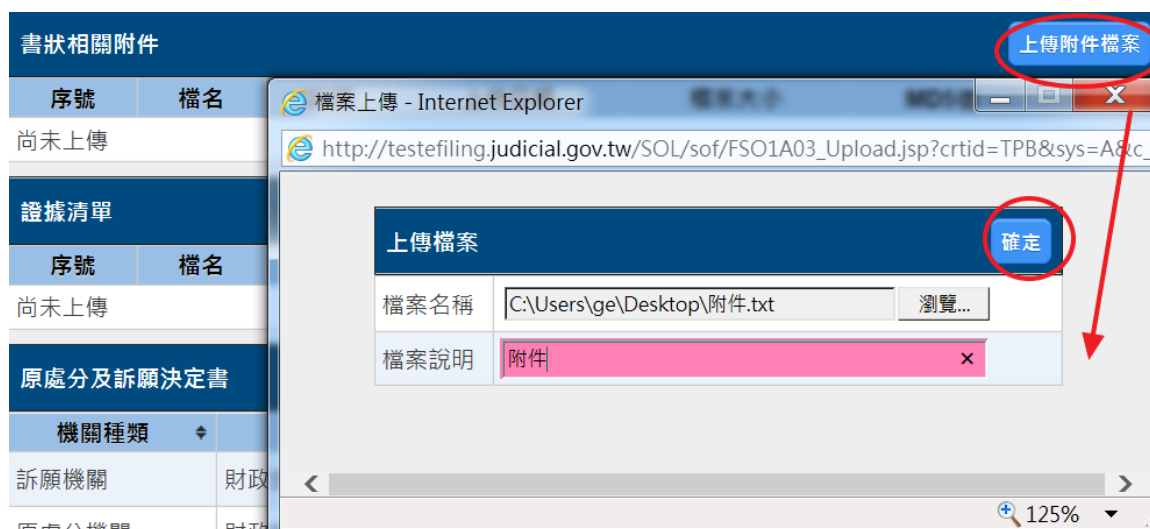 書狀相關附件
上傳附件檔案
序號 檔名
檔案上傳 - Internet Explorer
尚未上傳
http://testefiling.judicial.gov.tw/SOL/sof/FSO1A03_Upload.jsp?crtid=TPB&sys=A&c_
證據清單
上傳檔案
確定
序號 檔名
尚未上傳
檔案名稱 C:\Users\ge\Desktop\附件.txt 瀏覽...
檔案說明 附件
原處分及訴願決定書
機關種類
訴願機關 財政
125%